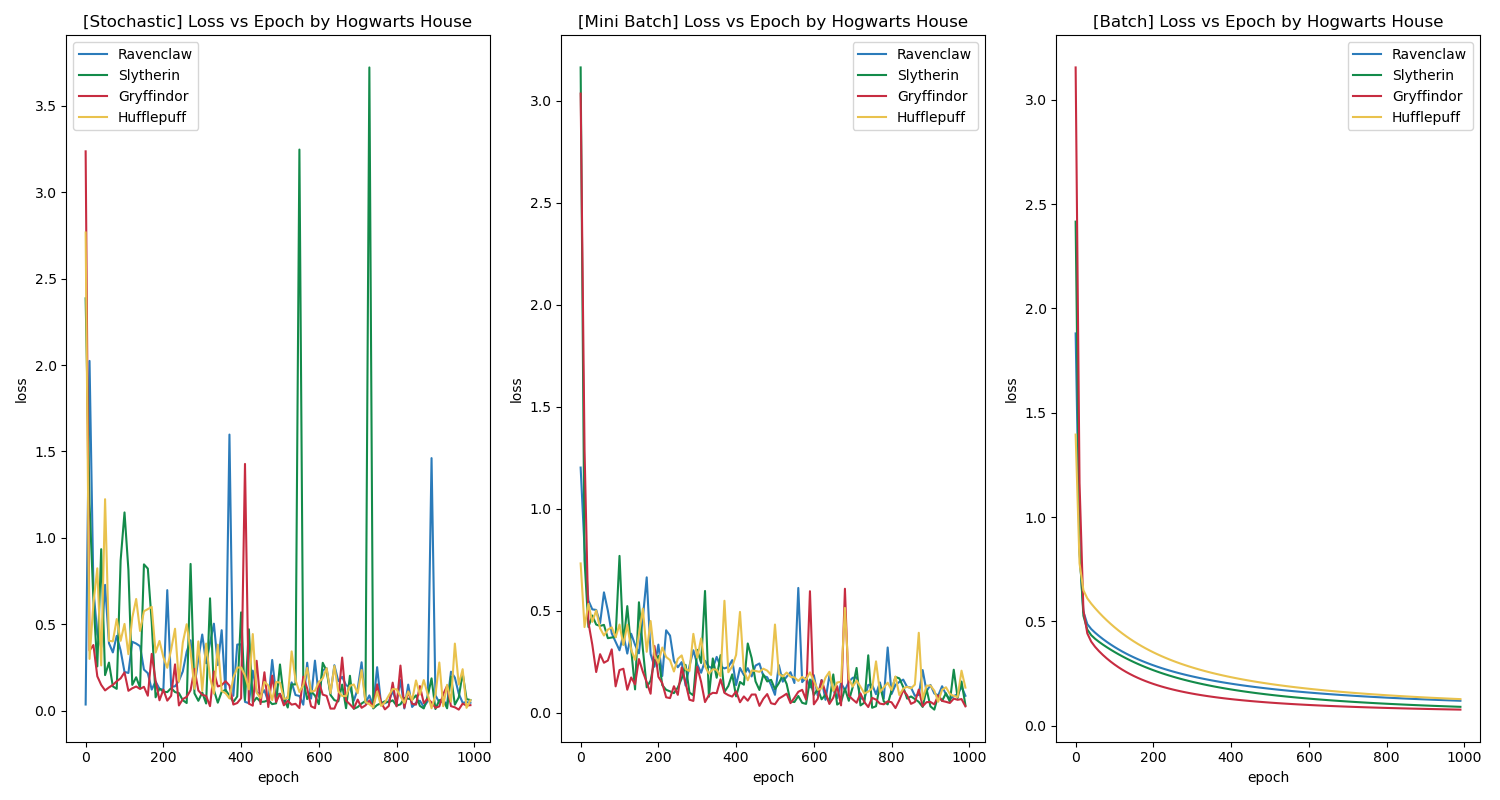 [Stochastic] Loss vs Epoch by Hogwarts House
Ravenclaw
Slytherin
Gryffindor
Hufflepuff
3.5
3.0
2.5
2.0
1.5
1.0
0.5
0.0
loss
0 200 400 600 800 1000
epoch
[Mini Batch] Loss vs Epoch by Hogwarts House
Ravenclaw
Slytherin
Gryffindor
Hufflepuff
3.0
2.5
2.0
1.5
1.0
0.5
0.0
loss
0 200 400 600 800 1000
epoch
[Batch] Loss vs Epoch by Hogwarts House
Ravenclaw
Slytherin
Gryffindor
Hufflepuff
3.0
2.5
2.0
1.5
1.0
0.5
0.0
loss
0 200 400 600 800 1000
epoch